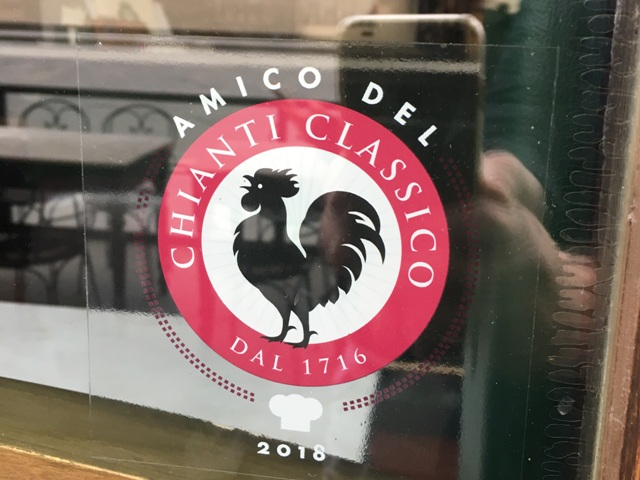 AMICO DEL
CHIANTI CLASSICO
DAL 1716
2018